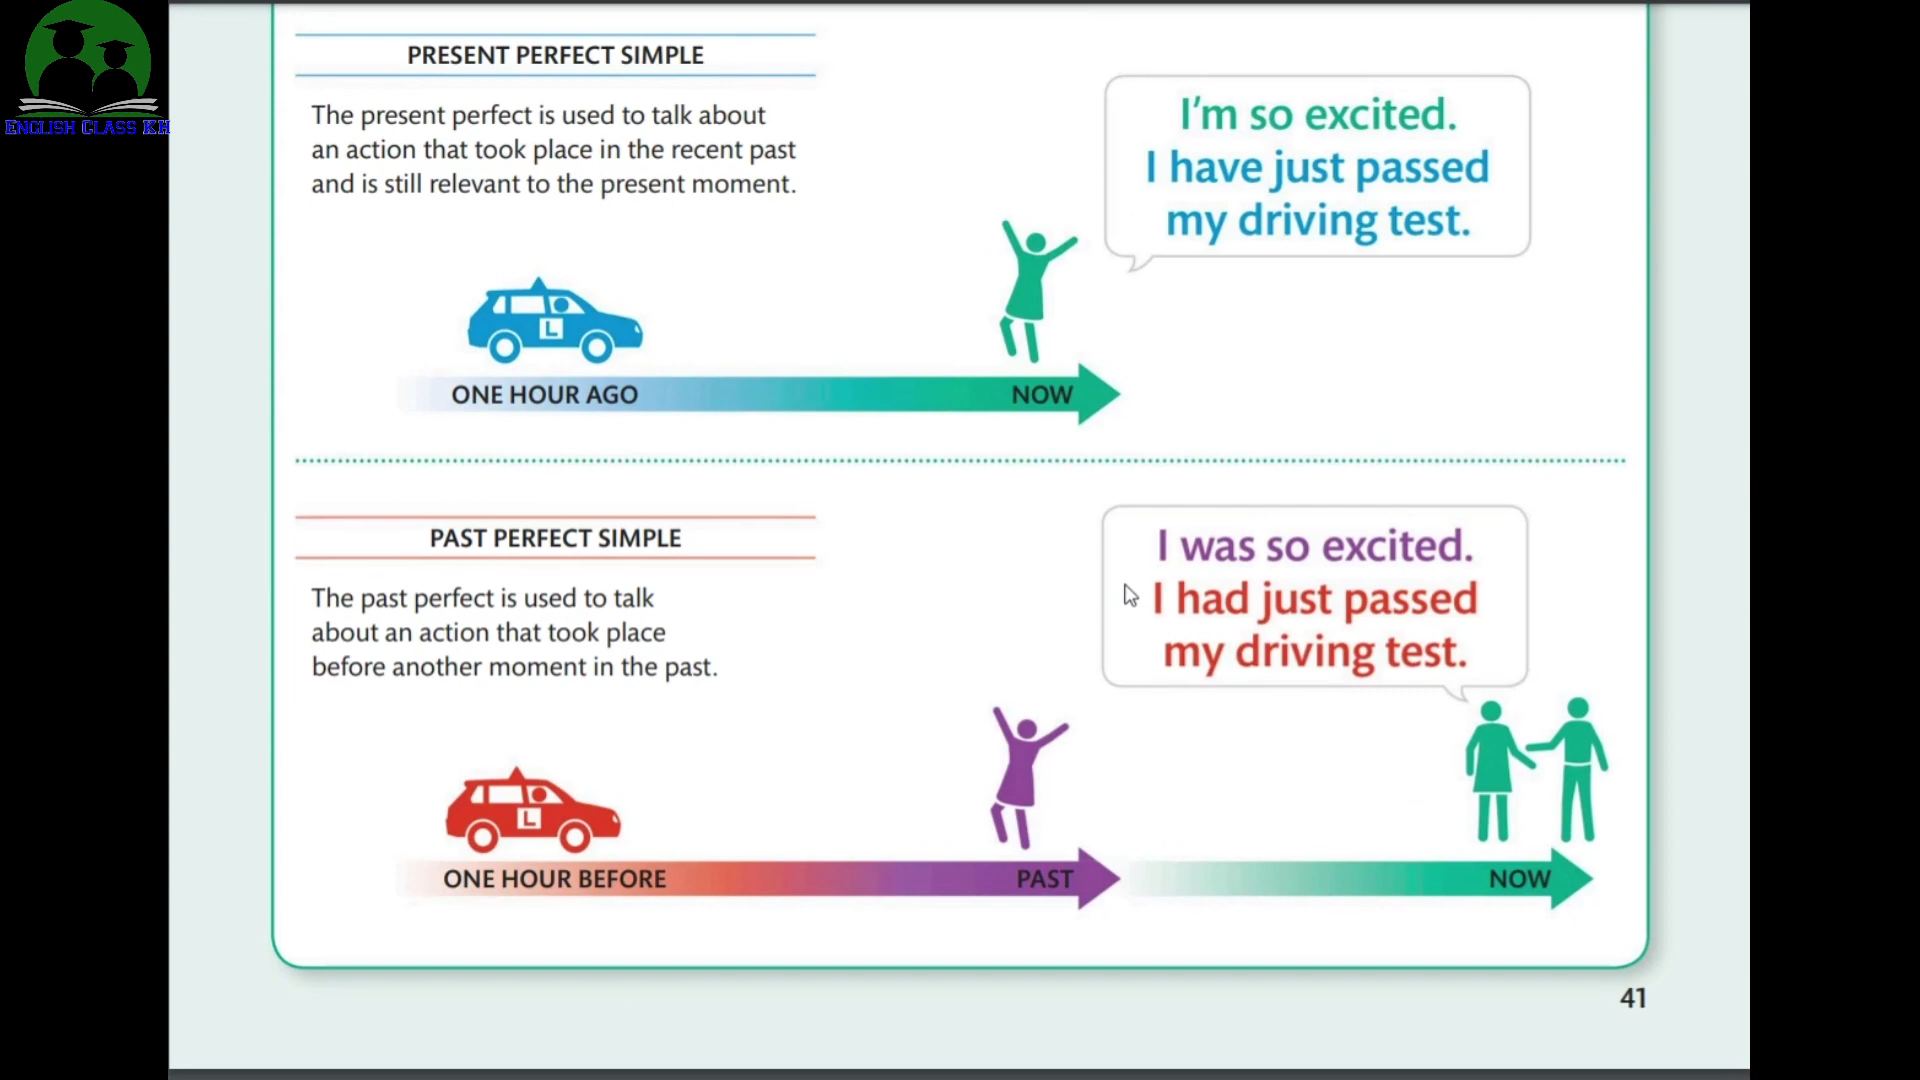 ENGLISH CLASS KH
PRESENT PERFECT SIMPLE
The present perfect is used to talk about
an action that took place in the recent past
and is still relevant to the present moment.
I'm so excited.
I have just passed
my driving test.
L
ONE HOUR AGO
NOW
PAST PERFECT SIMPLE
The past perfect is used to talk
about an action that took place
before another moment in the past.
I was so excited.
I had just passed
my driving test.
L
ONE HOUR BEFORE
PAST
NOW
41